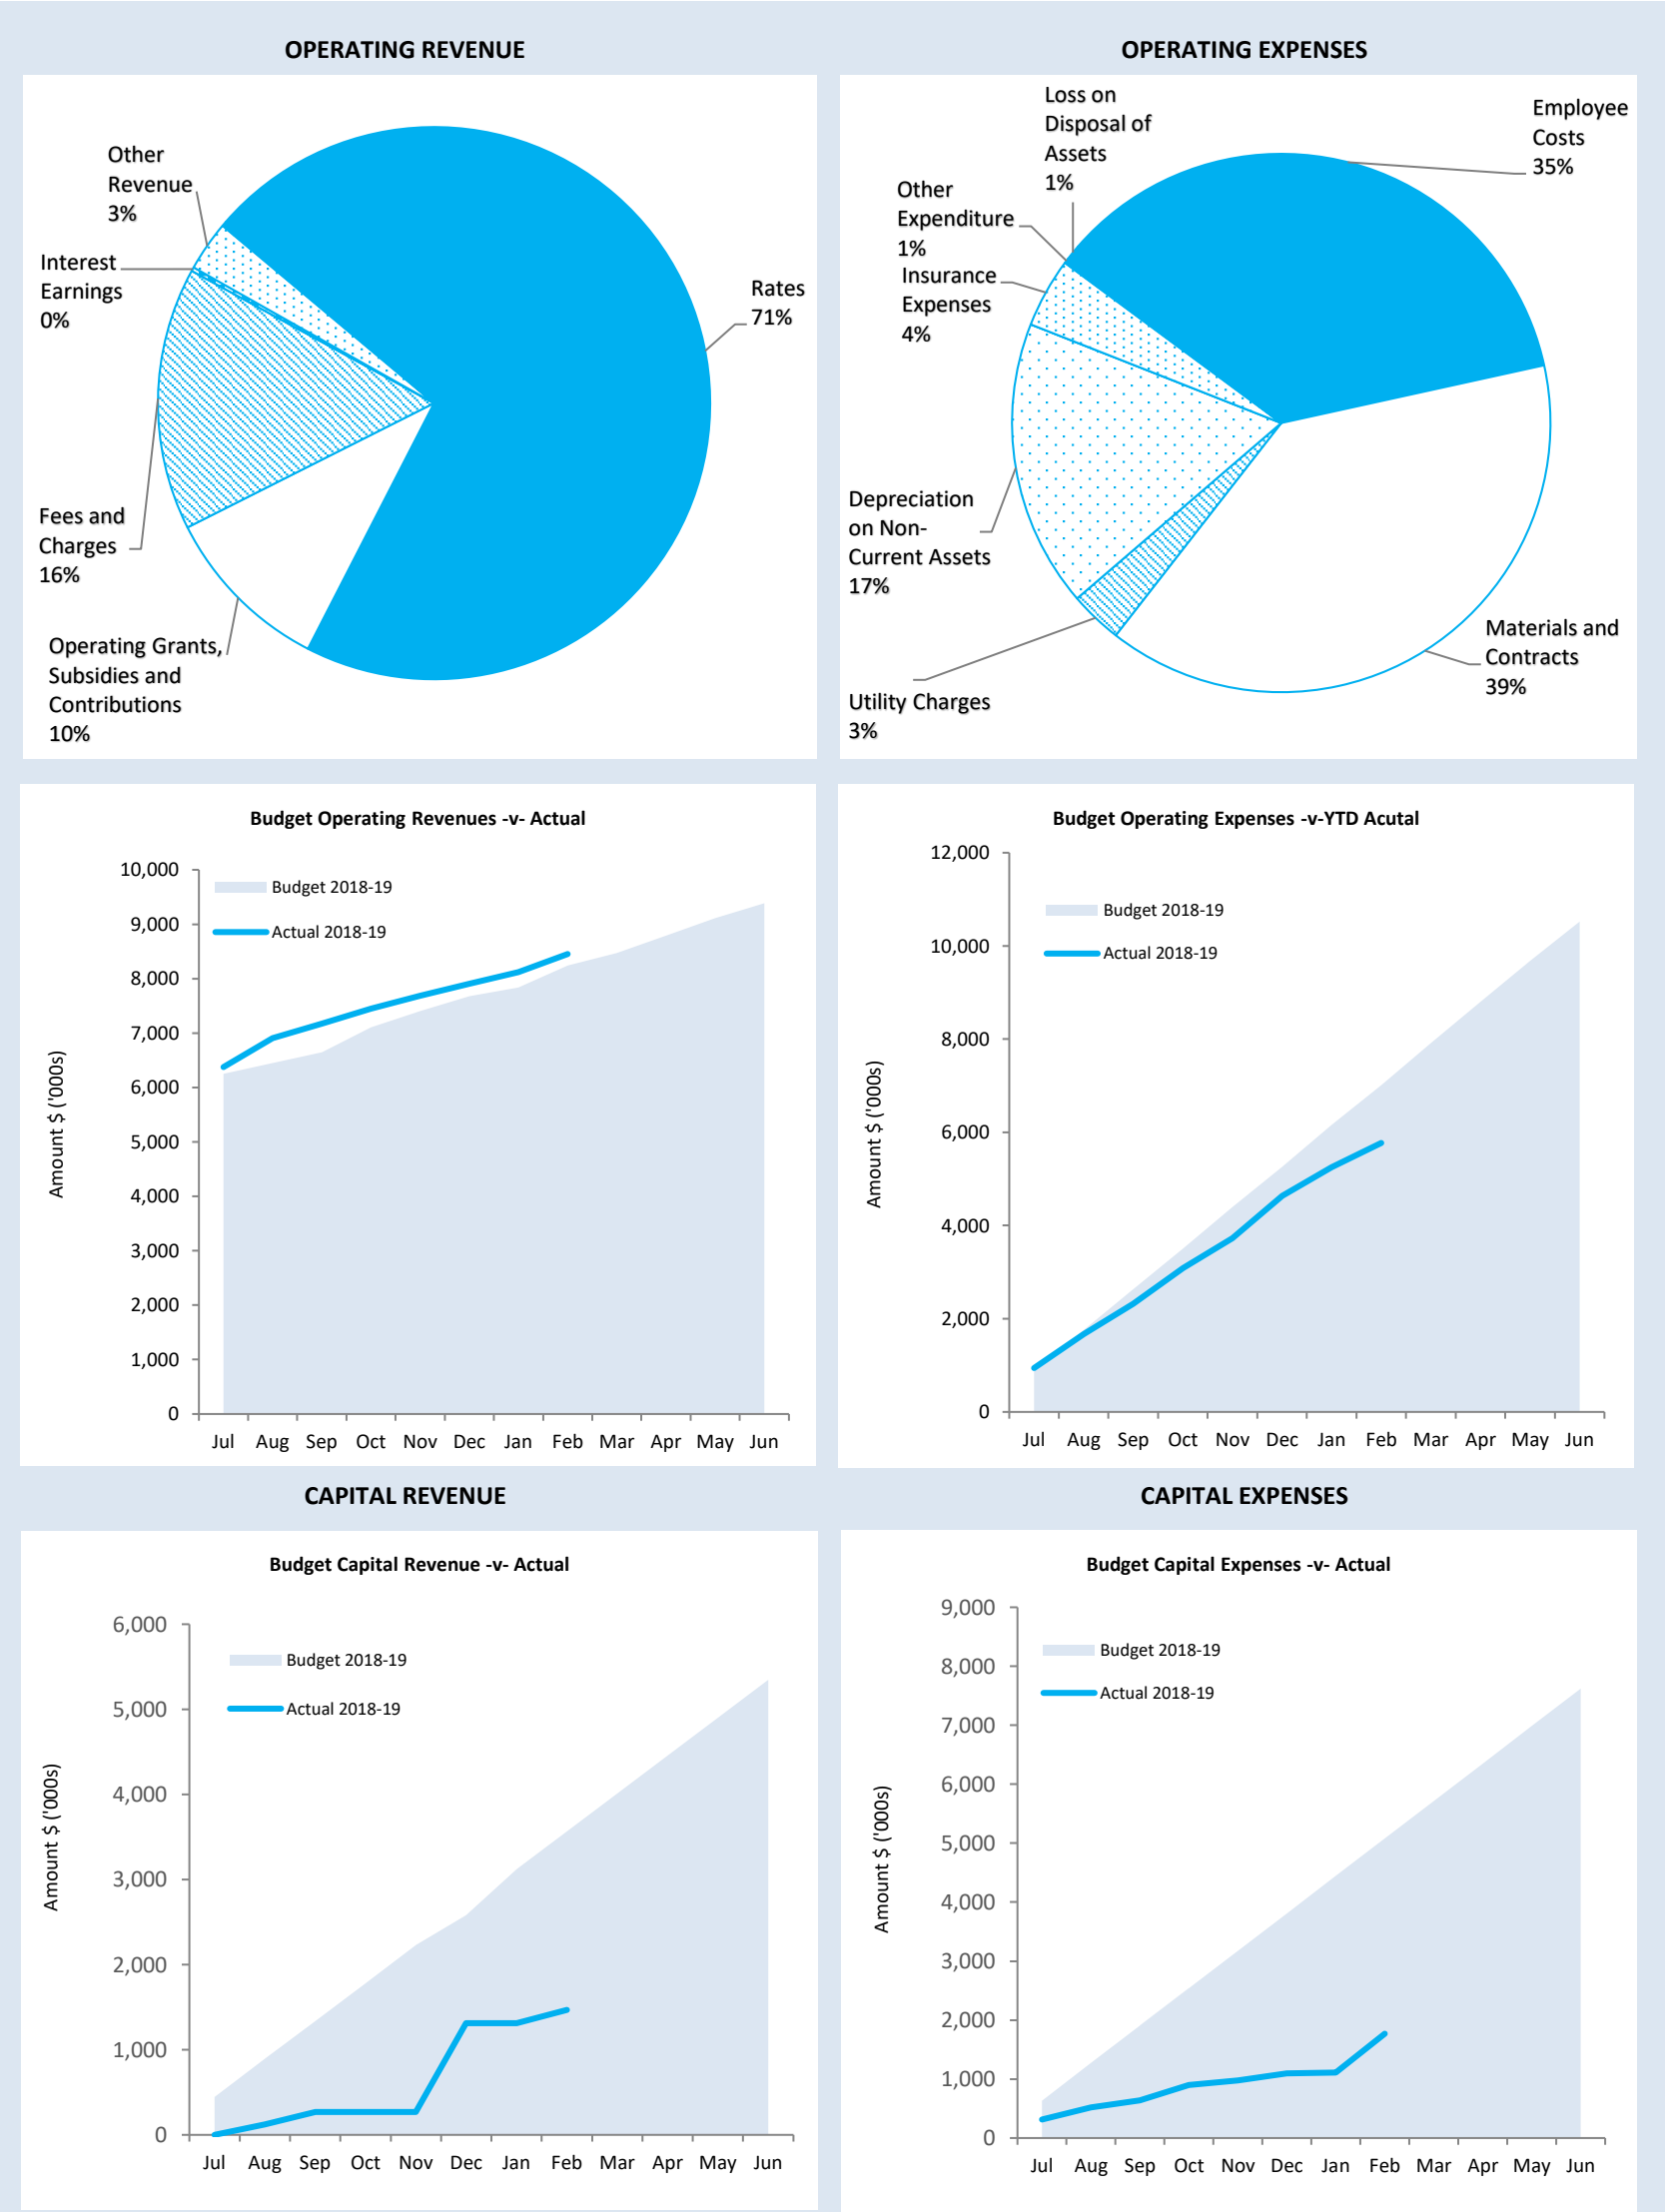 OPERATING REVENUE
Other
Revenue
3%
Interest
Earnings
0%
Rates
71%
Fees and
Charges
16%
Operating Grants,
Subsidies and
Contributions
10%
OPERATING EXPENSES
Loss on
Disposal of
Assets
1%
Employee
Costs
35%
Other
Expenditure
1%
Insurance
Expenses
4%
Depreciation
on Non-
Current Assets
17%
Utility Charges
3%
Materials and
Contracts
39%
Budget Operating Revenues -v- Actual
10,000
9,000
8,000
7,000
6,000
5,000
4,000
3,000
2,000
1,000
0
Budget 2018-19
Actual 2018-19
Amount $ ('000s)
Jul Aug Sep Oct Nov Dec Jan Feb Mar Apr May Jun
Budget Operating Expenses -v-YTD Acutal
12,000
10,000
8,000
6,000
4,000
2,000
0
Budget 2018-19
Actual 2018-19
Amount $ ('000s)
Jul Aug Sep Oct Nov Dec Jan Feb Mar Apr May Jun
CAPITAL REVENUE
Budget Capital Revenue -v- Actual
6,000
5,000
4,000
3,000
2,000
1,000
0
Budget 2018-19
Actual 2018-19
Amount $ ('000s)
Jul Aug Sep Oct Nov Dec Jan Feb Mar Apr May Jun
CAPITAL EXPENSES
Budget Capital Expenses -v- Actual
9,000
8,000
7,000
6,000
5,000
4,000
3,000
2,000
1,000
0
Budget 2018-19
Actual 2018-19
Amount $ ('000s)
Jul Aug Sep Oct Nov Dec Jan Feb Mar Apr May Jun